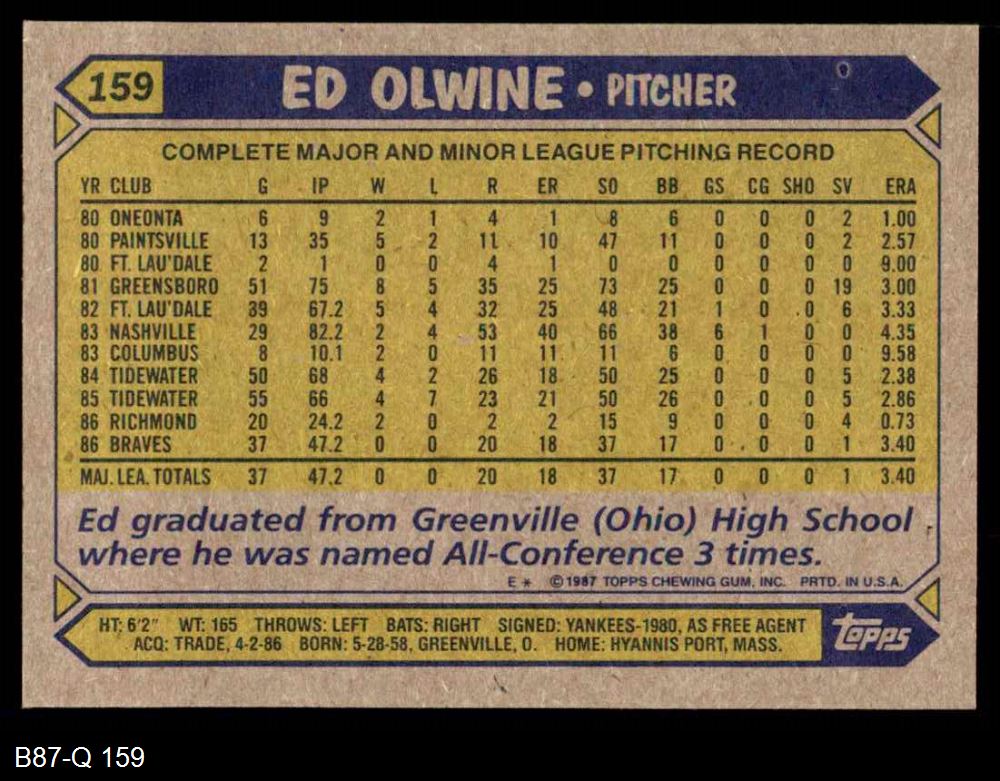 159 ED OLWINE • PITCHER
COMPLETE MAJOR AND MINOR LEAGUE PITCHING RECORD
YR CLUB G IP W L R ER SO BB GS CG SHO SV ERA
80 ONEONTA 6 9 2 1 4 1 8 6 0 0 0 2 1.00
80 PAINTSVILLE 13 35 5 2 11 10 47 11 0 0 0 2 2.57
80 FT. LAU'DALE 2 1 0 0 4 1 0 0 0 0 0 0 9.00
81 GREENSBORO 51 75 8 5 35 25 73 25 0 0 0 19 3.00
82 FT. LAU'DALE 39 67.2 5 4 32 25 48 21 1 0 0 6 3.33
83 NASHVILLE 29 82.2 2 4 53 40 66 38 6 1 0 0 4.35
83 COLUMBUS 8 10.1 2 0 11 11 11 6 0 0 0 0 9.58
84 TIDEWATER 50 68 4 2 26 18 50 25 0 0 0 5 2.38
85 TIDEWATER 55 66 4 7 23 21 50 26 0 0 0 5 2.86
86 RICHMOND 20 24.2 2 0 2 2 15 9 0 0 0 4 0.73
86 BRAVES 37 47.2 0 0 20 18 37 17 0 0 0 1 3.40
MAJ. LEA. TOTALS 37 47.2 0 0 20 18 37 17 0 0 0 1 3.40
Ed graduated from Greenville (Ohio) High School
where he was named All-Conference 3 times.
E * © 1987 TOPPS CHEWING GUM, INC. PRTD. IN U.S.A.
HT: 6'2" WT: 165 THROWS: LEFT BATS: RIGHT SIGNED: YANKEES-1980, AS FREE AGENT
ACQ: TRADE, 4-2-86 BORN: 5-28-58, GREENVILLE, O. HOME: HYANNIS PORT, MASS.
topps
B87-Q 159